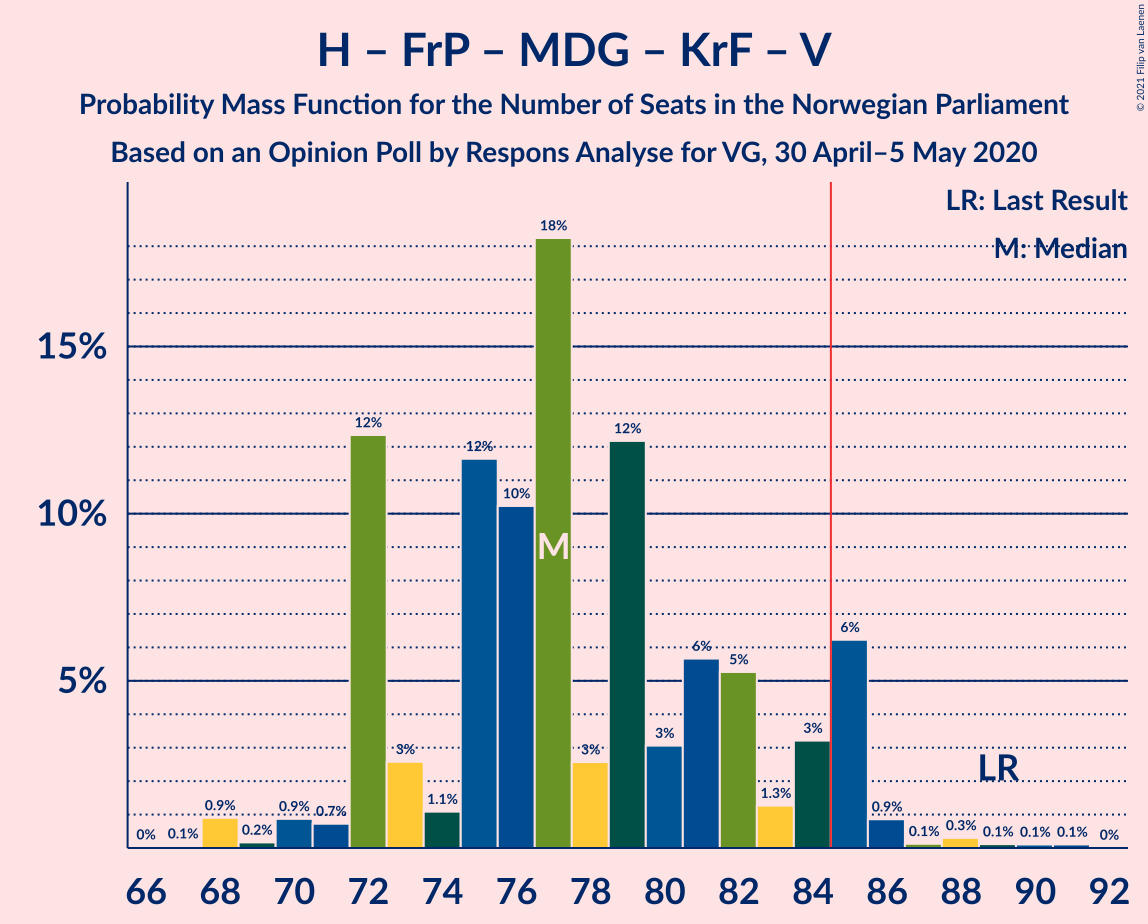 H – FrP – MDG – KrF – V
Probability Mass Function for the Number of Seats in the Norwegian Parliament
Based on an Opinion Poll by Respons Analyse for VG, 30 April–5 May 2020
© 2021 Filip van Laenen
LR: Last Result
M: Median
15%
10%
5%
0% 0.1% 0.9% 0.2% 0.9% 0.7% 12% 3% 1.1% 12% 10% 18% 3% 12% 3% 6% 5% 1.3% 3% 6% 0.9% 0.1% 0.3% 0.1% 0.1% 0.1% 0%
M
LR
66 68 70 72 74 76 78 80 82 84 86 88 90 92